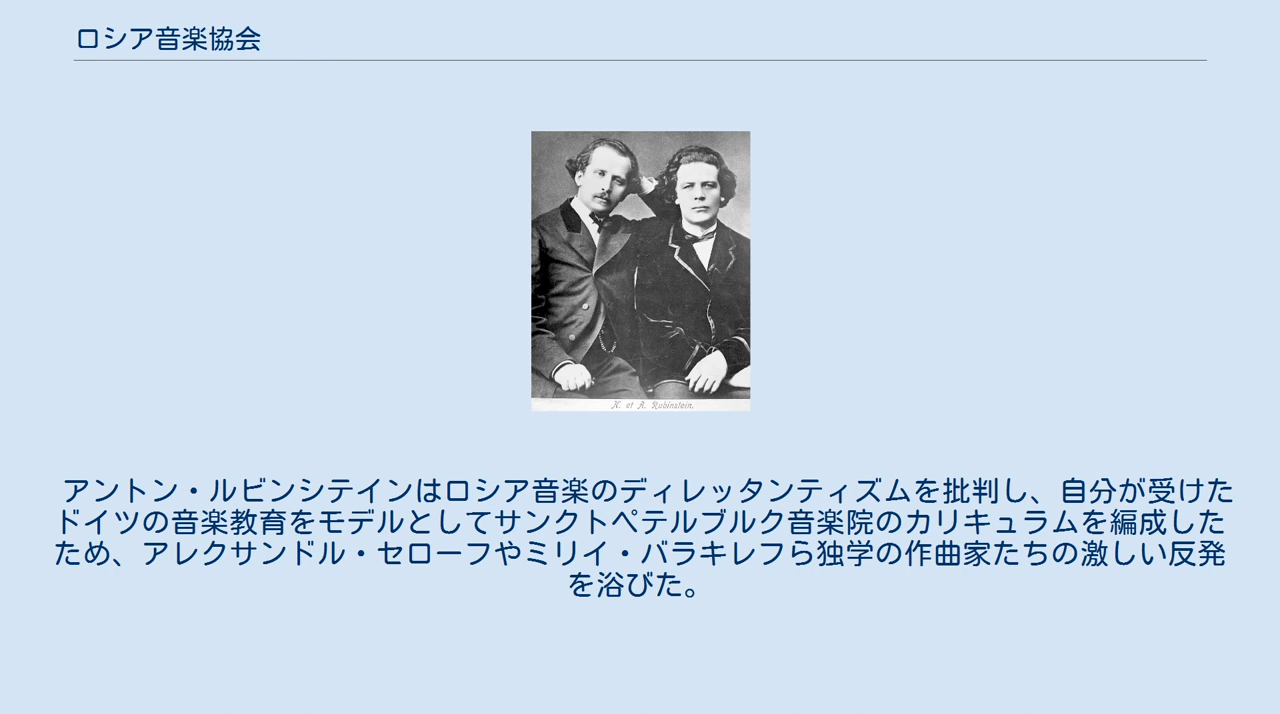 ロシア音楽協会
N. et A. Rubinstein.
アントン・ルビンシテインはロシア音楽のディレッタンティズムを批判し、自分が受けた
ドイツの音楽教育をモデルとしてサンクトペテルブルク音楽院のカリキュラムを編成した
ため、アレクサンドル・セローフやミリイ・バラキレフら独学の作曲家たちの激しい反発
を浴びた。